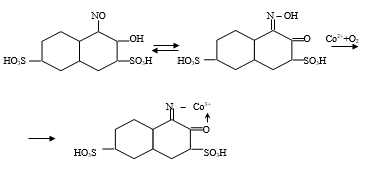 NO
OH
HO₃S
SO₃H
N – OH
O
HO₃S
SO₃H
Co²⁺+O₂
N – Co³⁺
O
HO₃S
SO₃H